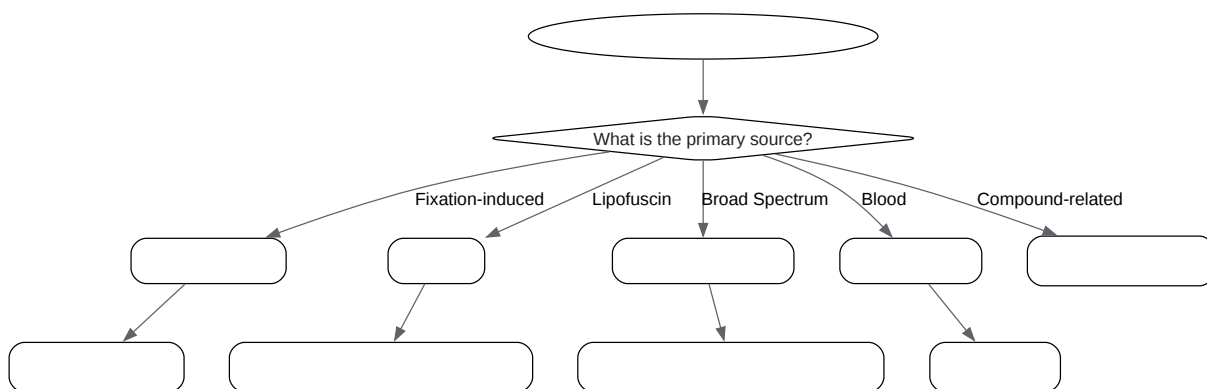 What is the primary source?
Fixation-induced
Lipofuscin
Broad Spectrum
Blood
Compound-related